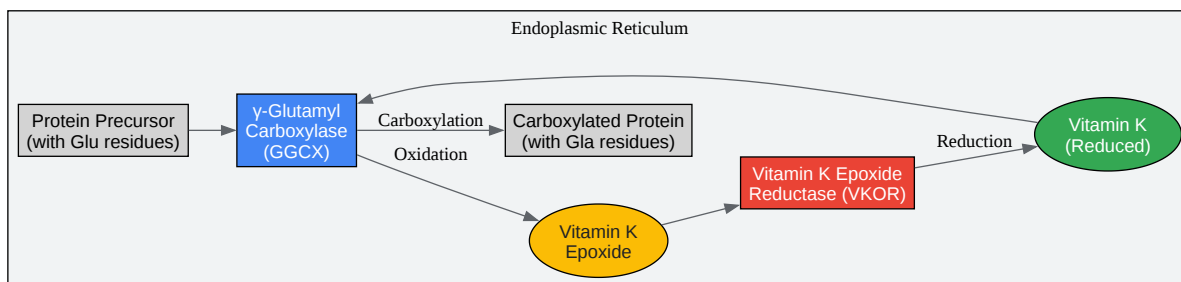 Endoplasmic Reticulum
Protein Precursor
(with Glu residues)
γ-Glutamyl
Carboxylase
(GGCX)
Carboxylation
Oxidation
Carboxylated Protein
(with Gla residues)
Vitamin K
Epoxide
Vitamin K Epoxide
Reductase (VKOR)
Reduction
Vitamin K
(Reduced)